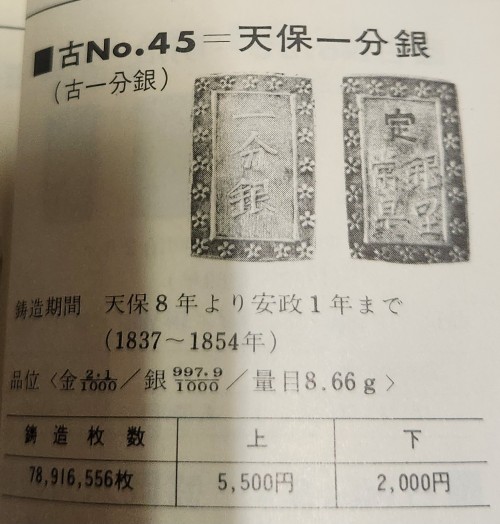 ■古No.45＝天保一分銀
(古一分銀)
一分銀
定
銀座
常是
鋳造期間 天保8年より安政1年まで
(1837～1854年)
品位〈金2.1/1000／銀997.9/1000／量目8.66g〉
鋳造枚数 上 下
78,916,556枚 5,500円 2,000円